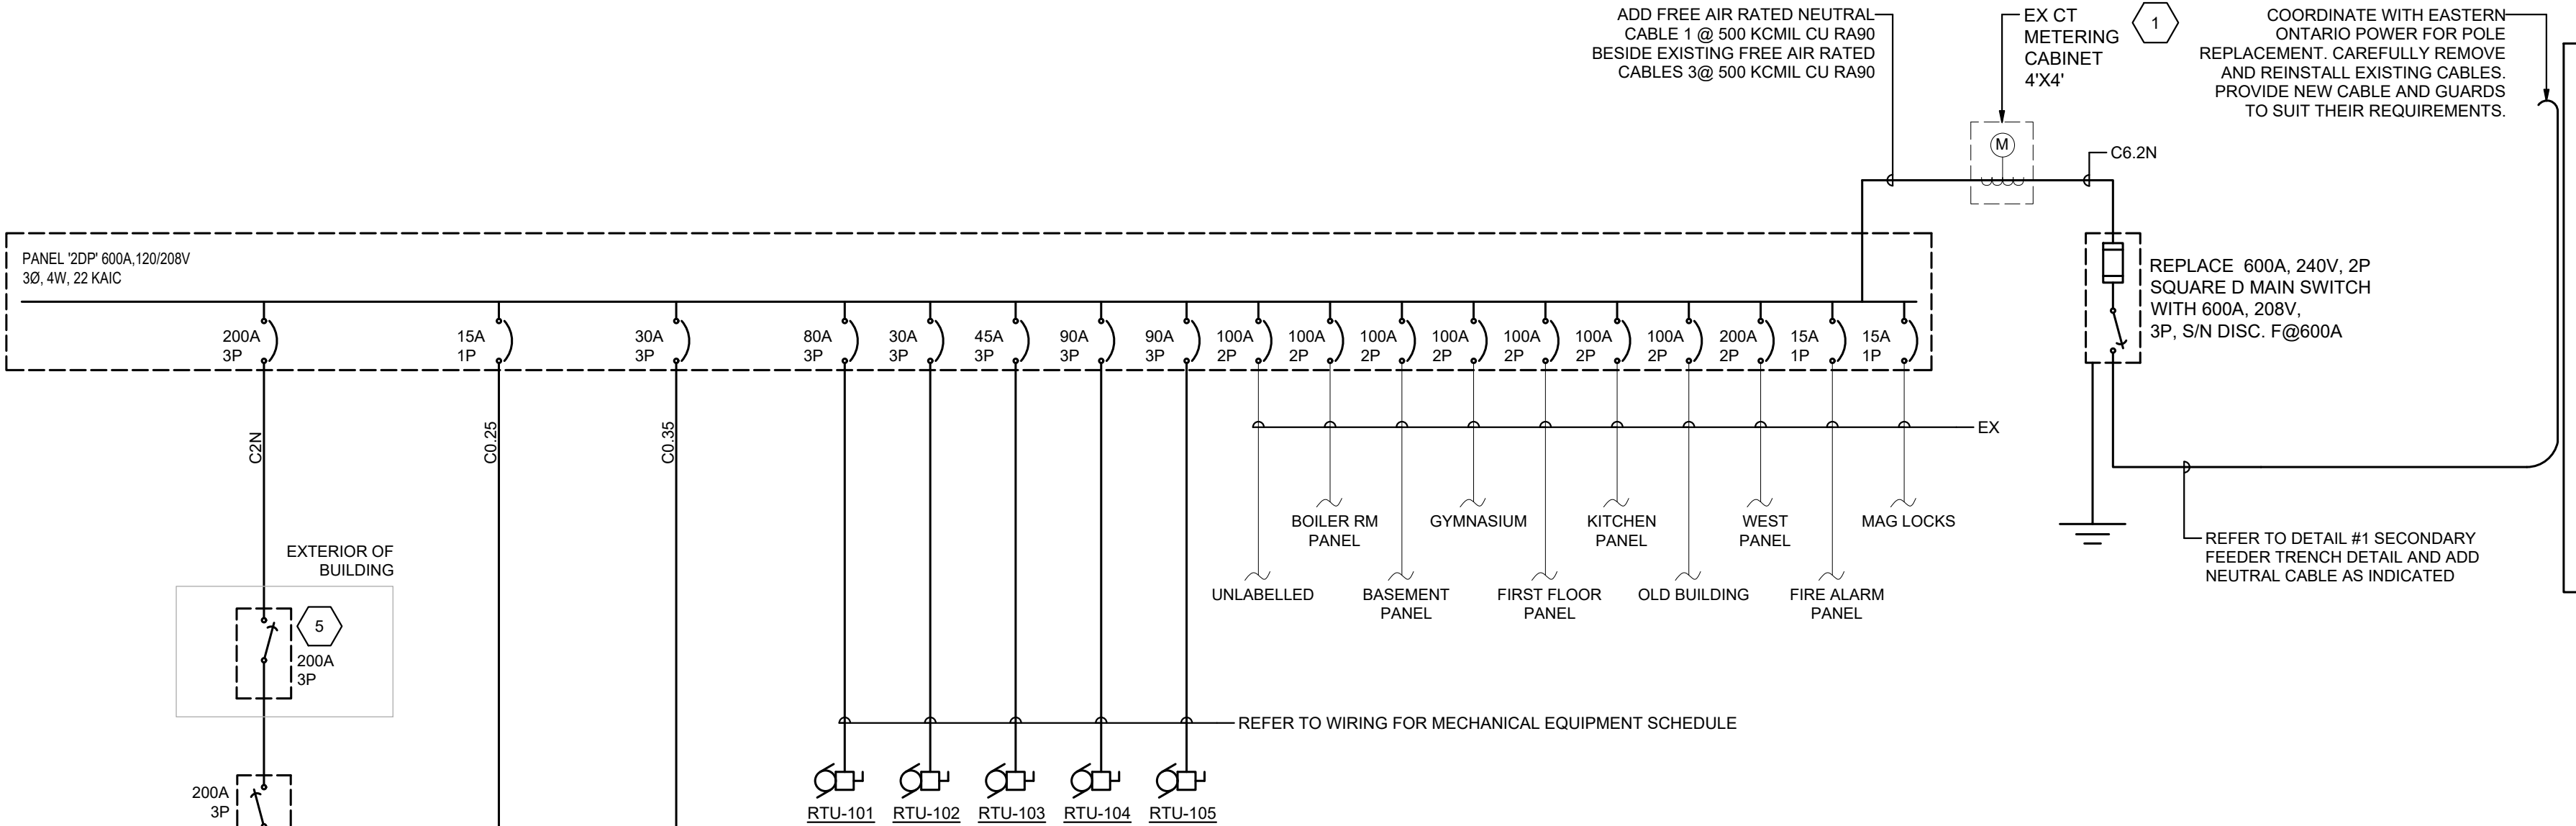 ADD FREE AIR RATED NEUTRAL
CABLE 1 @ 500 KCMIL CU RA90
BESIDE EXISTING FREE AIR RATED
CABLES 3@ 500 KCMIL CU RA90
EX CT
METERING
CABINET
4'X4'
1
COORDINATE WITH EASTERN
ONTARIO POWER FOR POLE
REPLACEMENT. CAREFULLY REMOVE
AND REINSTALL EXISTING CABLES.
PROVIDE NEW CABLE AND GUARDS
TO SUIT THEIR REQUIREMENTS.
M
C6.2N
PANEL '2DP' 600A,120/208V
3Ø, 4W, 22 KAIC
REPLACE 600A, 240V, 2P
SQUARE D MAIN SWITCH
WITH 600A, 208V,
3P, S/N DISC. F@600A
200A
3P
15A
1P
30A
3P
80A
3P
30A
3P
45A
3P
90A
3P
90A
3P
100A
2P
100A
2P
100A
2P
100A
2P
100A
2P
100A
2P
100A
2P
200A
2P
15A
1P
15A
1P
C2N
C0.25
C0.35
EX
BOILER RM
PANEL
GYMNASIUM
KITCHEN
PANEL
WEST
PANEL
MAG LOCKS
UNLABELLED
BASEMENT
PANEL
FIRST FLOOR
PANEL
OLD BUILDING
FIRE ALARM
PANEL
REFER TO DETAIL #1 SECONDARY
FEEDER TRENCH DETAIL AND ADD
NEUTRAL CABLE AS INDICATED
EXTERIOR OF
BUILDING
5
200A
3P
REFER TO WIRING FOR MECHANICAL EQUIPMENT SCHEDULE
200A
3P
RTU-101
RTU-102
RTU-103
RTU-104
RTU-105